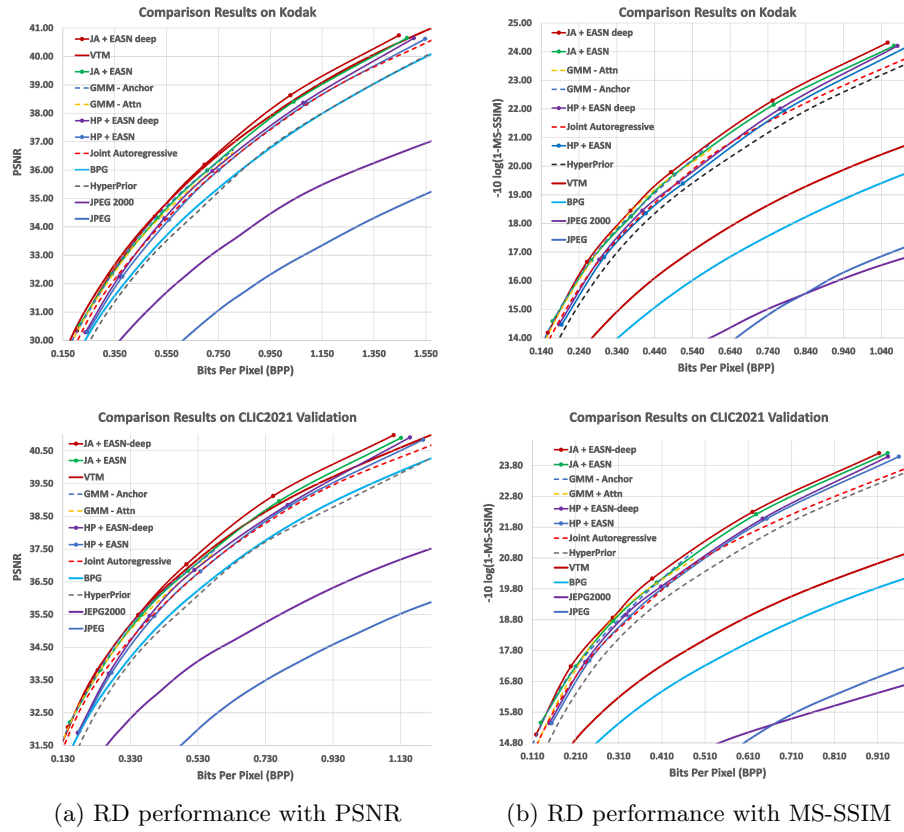 Comparison Results on Kodak
PSNR
41.00
40.00
39.00
38.00
37.00
36.00
35.00
34.00
33.00
32.00
31.00
30.00
JA + EASN deep
VTM
JA + EASN
GMM - Anchor
GMM - Attn
HP + EASN deep
HP + EASN
Joint Autoregressive
BPG
HyperPrior
JPEG 2000
JPEG
0.150 0.350 0.550 0.750 0.950 1.150 1.350 1.550
Bits Per Pixel (BPP)
Comparison Results on Kodak
-10 log(1-MS-SSIM)
25.00
24.00
23.00
22.00
21.00
20.00
19.00
18.00
17.00
16.00
15.00
14.00
JA + EASN deep
JA + EASN
GMM - Attn
GMM - Anchor
HP + EASN deep
Joint Autoregressive
HP + EASN
HyperPrior
VTM
BPG
JPEG 2000
JPEG
0.140 0.240 0.340 0.440 0.540 0.640 0.740 0.840 0.940 1.040
Bits Per Pixel (BPP)
Comparison Results on CLIC2021 Validation
PSNR
40.50
39.50
38.50
37.50
36.50
35.50
34.50
33.50
32.50
31.50
JA + EASN-deep
JA + EASN
VTM
GMM - Anchor
GMM - Attn
HP + EASN-deep
HP + EASN
Joint Autoregressive
BPG
HyperPrior
JEPG2000
JPEG
0.130 0.330 0.530 0.730 0.930 1.130
Bits Per Pixel (BPP)
Comparison Results on CLIC2021 Validation
-10 log(1-MS-SSIM)
23.80
22.80
21.80
20.80
19.80
18.80
17.80
16.80
15.80
14.80
JA + EASN-deep
JA + EASN
GMM - Anchor
GMM + Attn
HP + EASN-deep
HP + EASN
Joint Autoregressive
HyperPrior
VTM
BPG
JEPG2000
JPEG
0.110 0.210 0.310 0.410 0.510 0.610 0.710 0.810 0.910
Bits Per Pixel (BPP)
(a) RD performance with PSNR
(b) RD performance with MS-SSIM